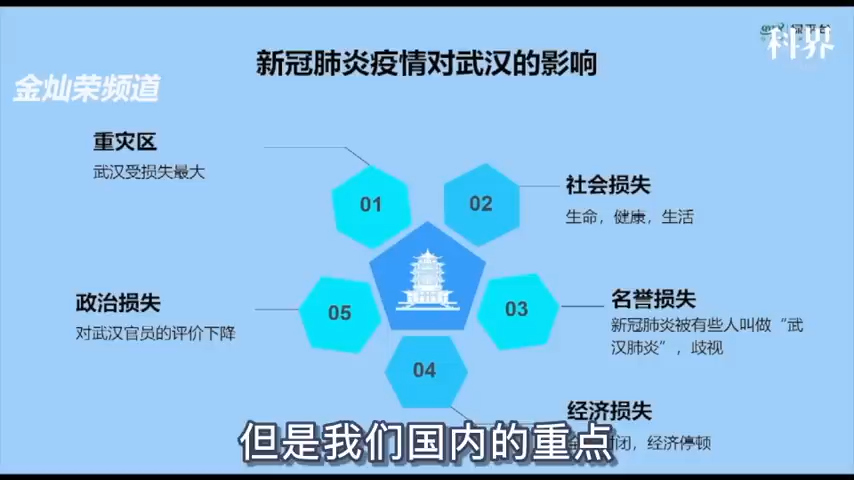 科界
新冠肺炎疫情对武汉的影响
金灿荣频道
重灾区
武汉受损失最大
01
02
社会损失
生命，健康，生活
政治损失
对武汉官员的评价下降
05
03
名誉损失
新冠肺炎被有些人叫做“武
汉肺炎”，歧视
04
经济损失
闭，经济停顿
但是我们国内的重点